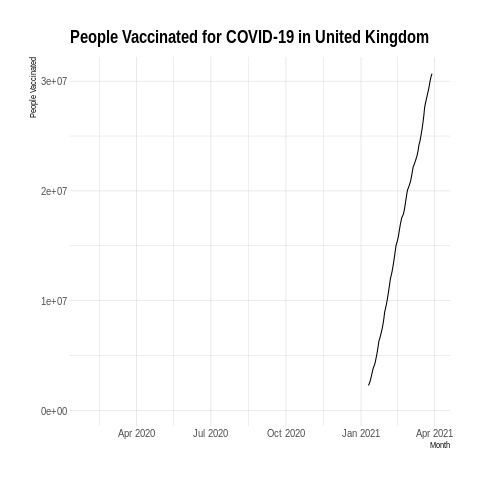 People Vaccinated for COVID-19 in United Kingdom
People Vaccinated
3e+07
2e+07
1e+07
0e+00
Apr 2020 Jul 2020 Oct 2020 Jan 2021 Apr 2021
Month